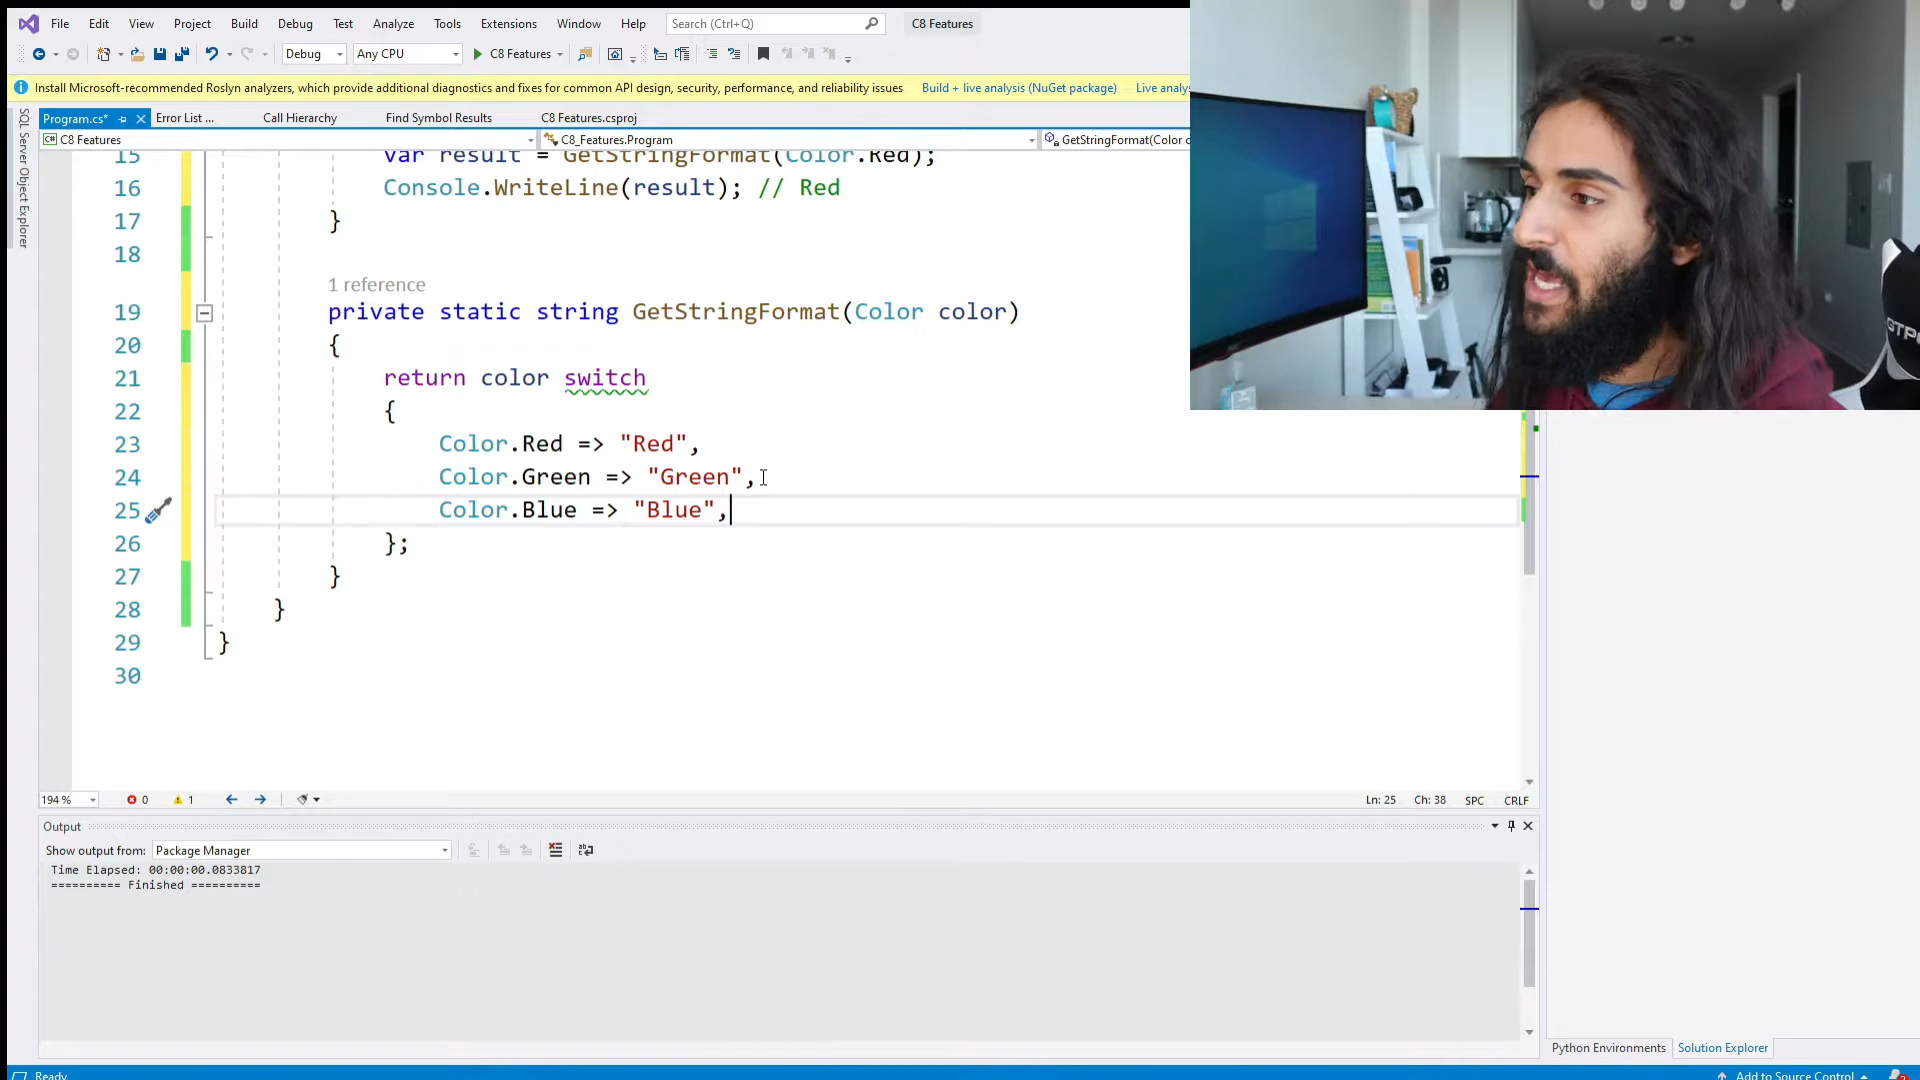 File Edit View Project Build Debug Test Analyze Tools Extensions Window Help Search (Ctrl+Q) C8 Features
Debug Any CPU C8 Features
Install Microsoft-recommended Roslyn analyzers, which provide additional diagnostics and fixes for common API design, security, performance, and reliability issues Build + live analysis (NuGet package) Live analy
Program.cs* Error List ... Call Hierarchy Find Symbol Results C8 Features.csproj
C8 Features C8_Features.Program GetStringFormat(Color c
SQL Server Object Explorer
15 var result = GetStringFormat(Color.Red);
16 Console.WriteLine(result); // Red
17 }
18
1 reference
19 private static string GetStringFormat(Color color)
20 {
21 return color switch
22 {
23 Color.Red => "Red",
24 Color.Green => "Green",
25 Color.Blue => "Blue",
26 };
27 }
28 }
29 }
30
194 % 0 1 Ln: 25 Ch: 38 SPC CRLF
Output
Show output from: Package Manager
Time Elapsed: 00:00:00.0833817
========== Finished ==========
Python Environments Solution Explorer
Ready Add to Source Control